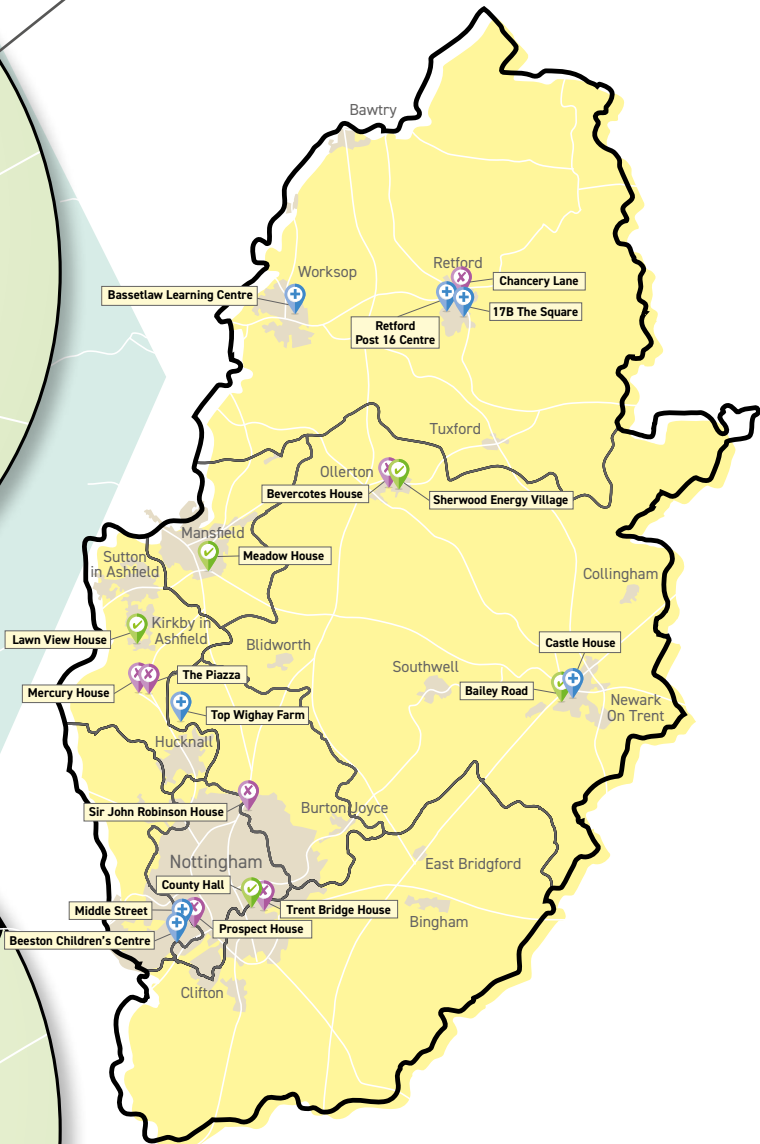 Bawtry
Worksop
Retford
Chancery Lane
Bassetlaw Learning Centre
17B The Square
Retford
Post 16 Centre
Tuxford
Ollerton
Bevercotes House
Sherwood Energy Village
Mansfield
Meadow House
Sutton
in Ashfield
Collingham
Kirkby in
Ashfield
Lawn View House
Blidworth
Castle House
Southwell
The Piazza
Mercury House
Bailey Road
Newark
On Trent
Top Wighay Farm
Hucknall
Sir John Robinson House
Burton Joyce
Nottingham
East Bridgford
County Hall
Middle Street
Trent Bridge House
Bingham
Prospect House
Beeston Children's Centre
Clifton